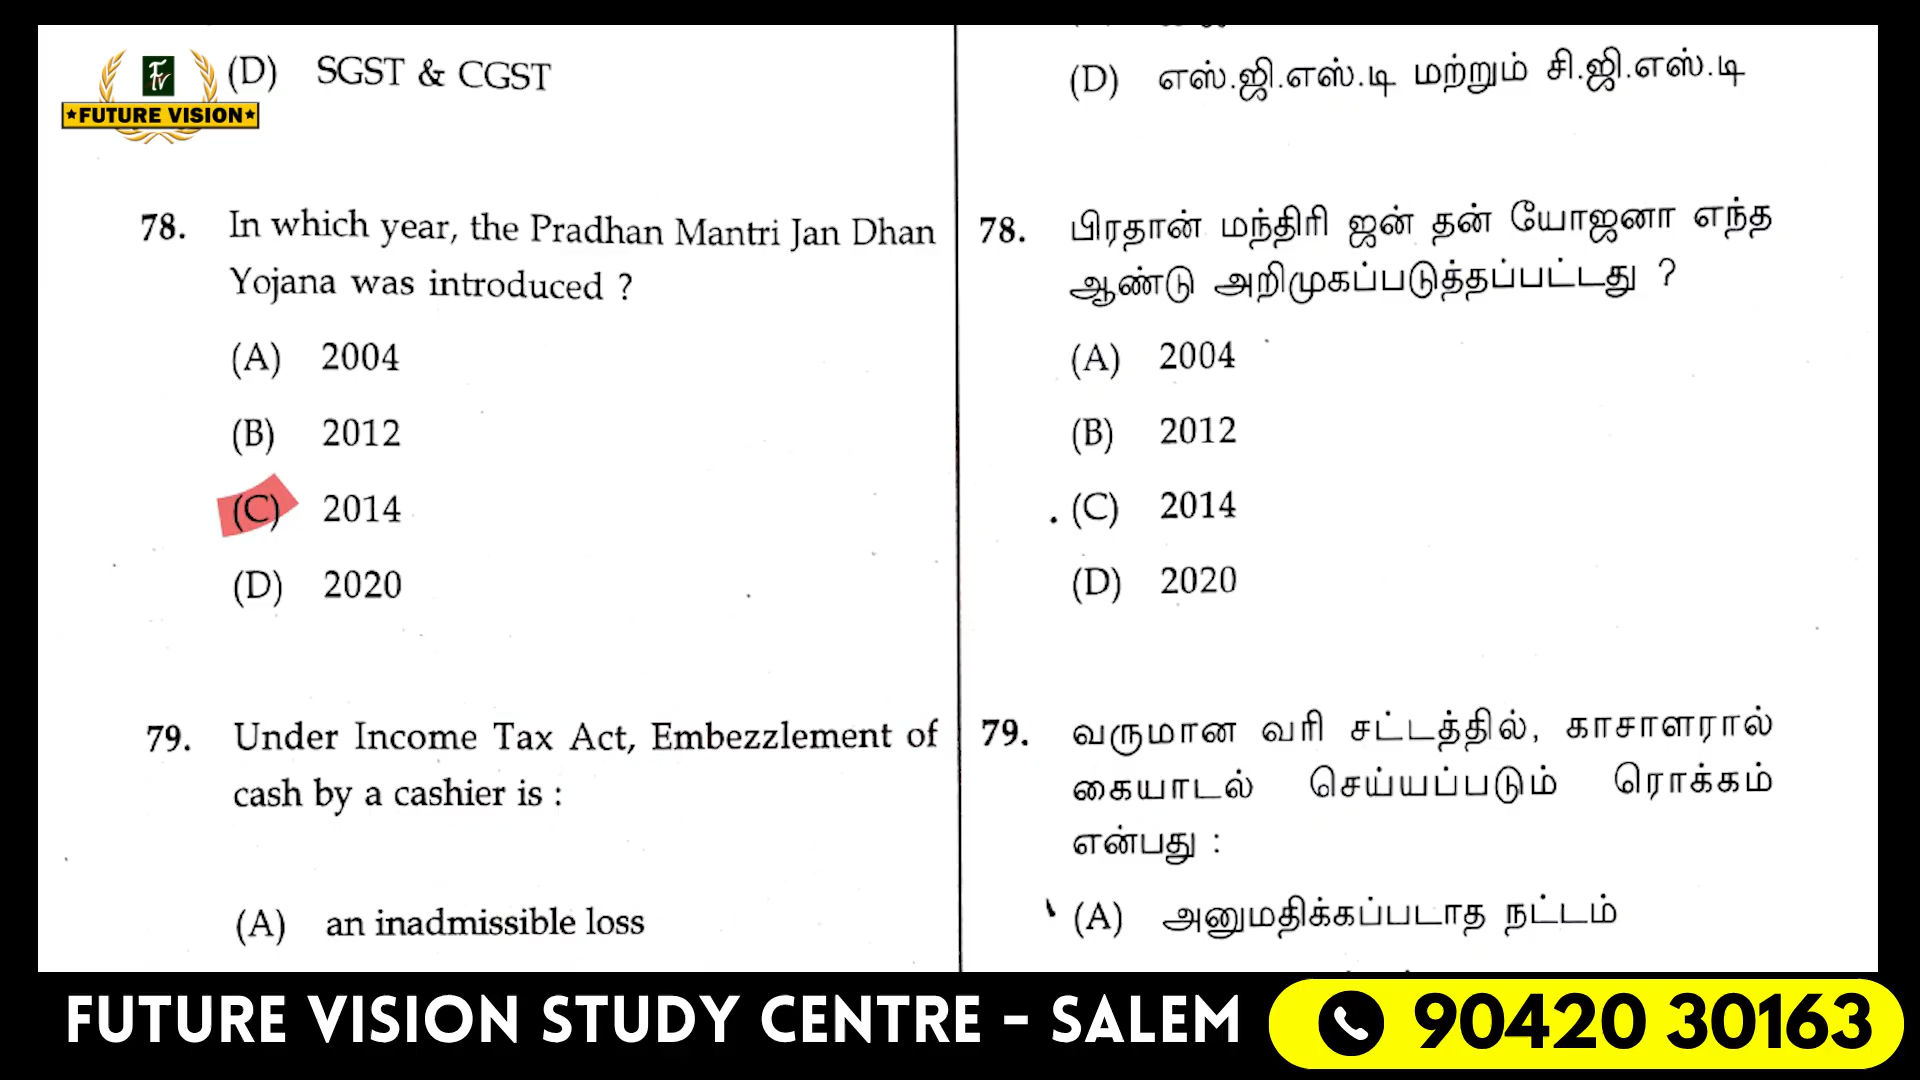 (D) SGST & CGST
FV
★FUTURE VISION★
78. In which year, the Pradhan Mantri Jan Dhan
Yojana was introduced ?
(A) 2004
(B) 2012
(C) 2014
(D) 2020
79. Under Income Tax Act, Embezzlement of
cash by a cashier is :
(A) an inadmissible loss
(D) எஸ்.ஜி.எஸ்.டி மற்றும் சி.ஜி.எஸ்.டி
78. பிரதான் மந்திரி ஜன் தன் யோஜனா எந்த
ஆண்டு அறிமுகப்படுத்தப்பட்டது ?
(A) 2004
(B) 2012
(C) 2014
(D) 2020
79. வருமான வரி சட்டத்தில், காசாளரால்
கையாடல் செய்யப்படும் ரொக்கம்
என்பது :
(A) அனுமதிக்கப்படாத நட்டம்
FUTURE VISION STUDY CENTRE - SALEM
90420 30163